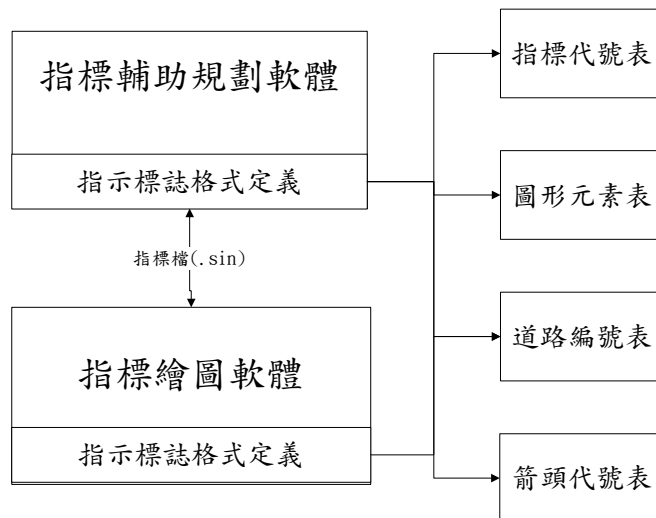 指標輔助規劃軟體
指示標誌格式定義
指標檔(.sin)
指標繪圖軟體
指示標誌格式定義
指標代號表
圖形元素表
道路編號表
箭頭代號表